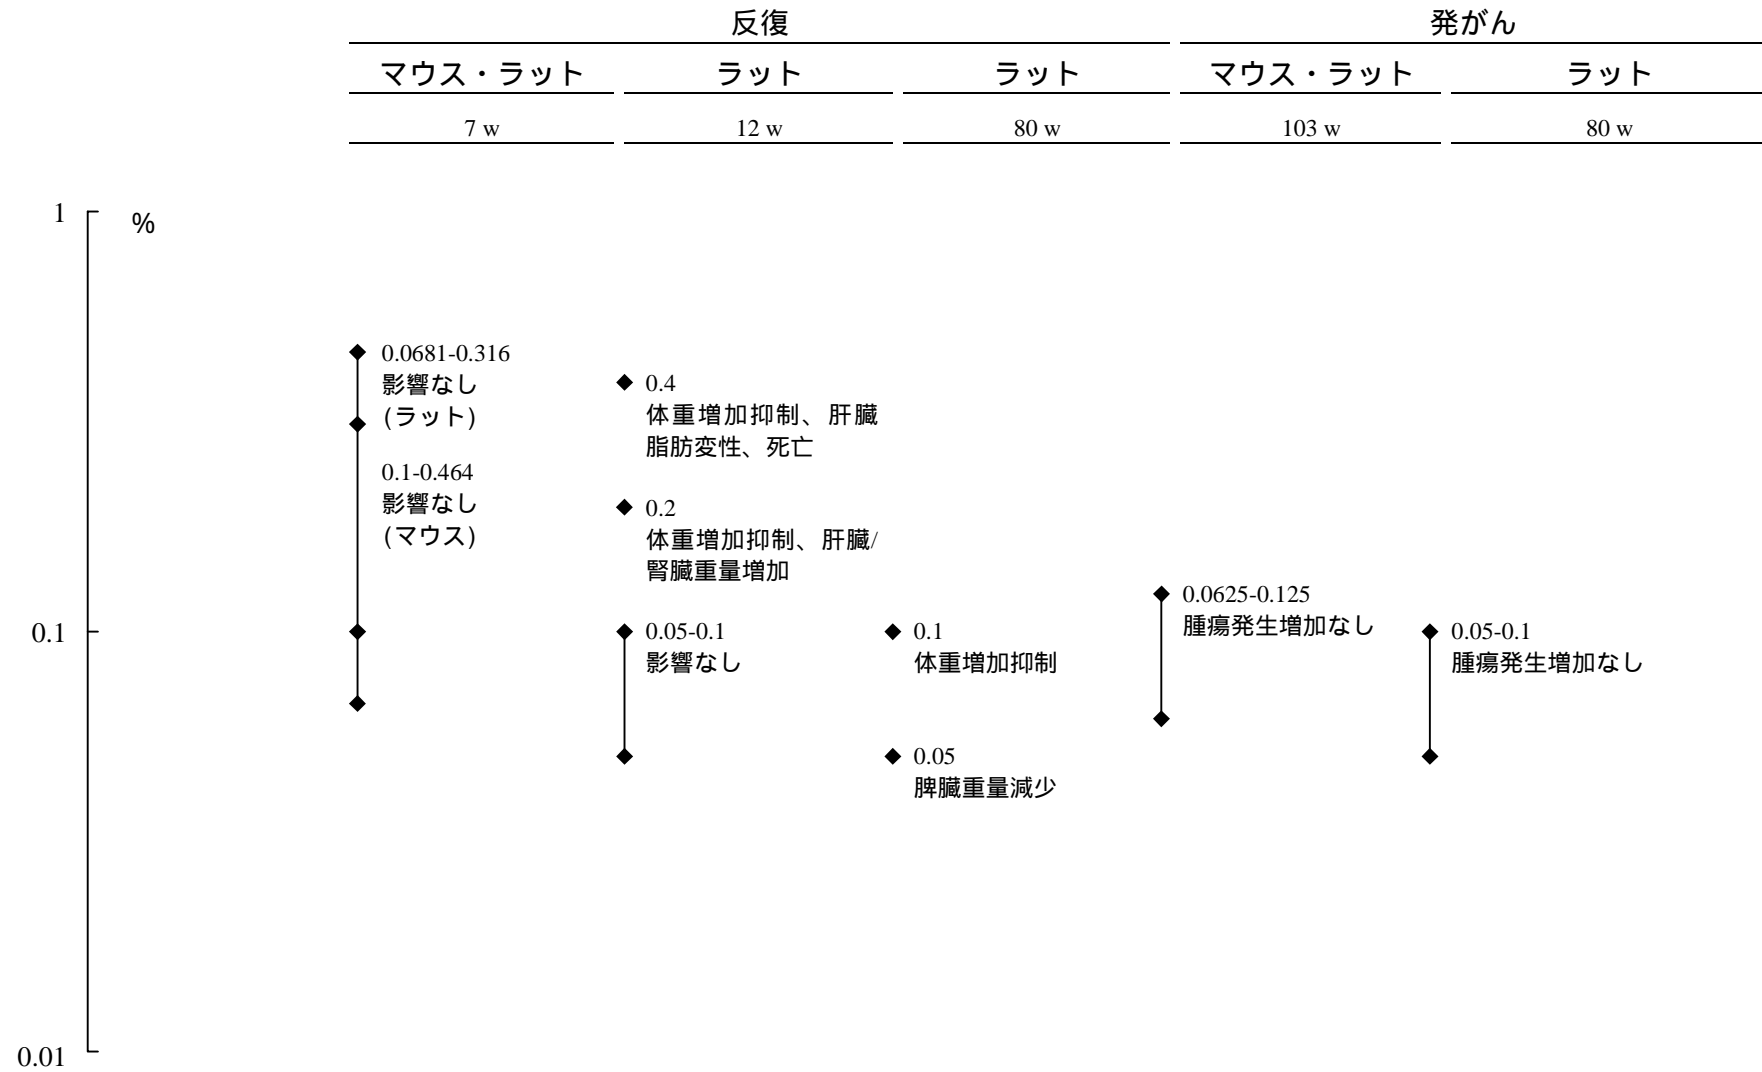 反復
発がん
マウス・ラット
ラット
ラット
マウス・ラット
ラット
7 w
12 w
80 w
103 w
80 w
1
%
0.1
0.01
0.0681-0.316
影響なし
(ラット)
0.1-0.464
影響なし
(マウス)
0.4
体重増加抑制、肝臓
脂肪変性、死亡
0.2
体重増加抑制、肝臓/
腎臓重量増加
0.05-0.1
影響なし
0.1
体重増加抑制
0.05
脾臓重量減少
0.0625-0.125
腫瘍発生増加なし
0.05-0.1
腫瘍発生増加なし